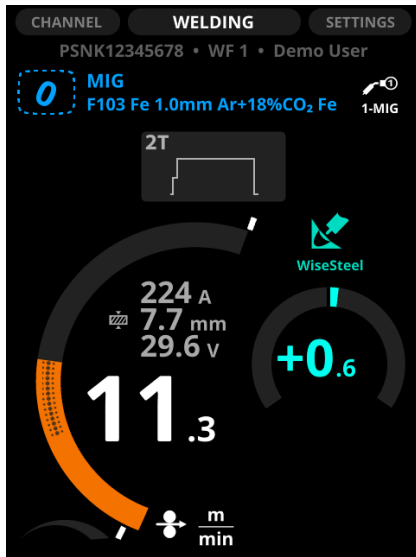 CHANNEL WELDING SETTINGS
PSNK12345678 • WF 1 • Demo User
0 MIG
F103 Fe 1.0mm Ar+18%CO₂ Fe
1
1-MIG
2T
WiseSteel
224 A
7.7 mm
29.6 V
+0.6
11.3
m
min